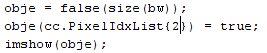 obje = false(size(bw));
obje(cc.PixelIdxList{2}) = true;
imshow(obje);